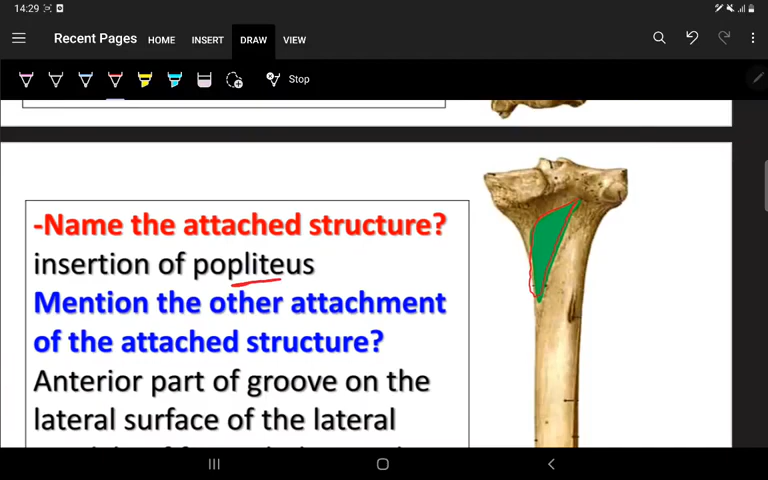 14:29
Recent Pages HOME INSERT DRAW VIEW
Stop
-Name the attached structure?
insertion of popliteus
Mention the other attachment
of the attached structure?
Anterior part of groove on the
lateral surface of the lateral